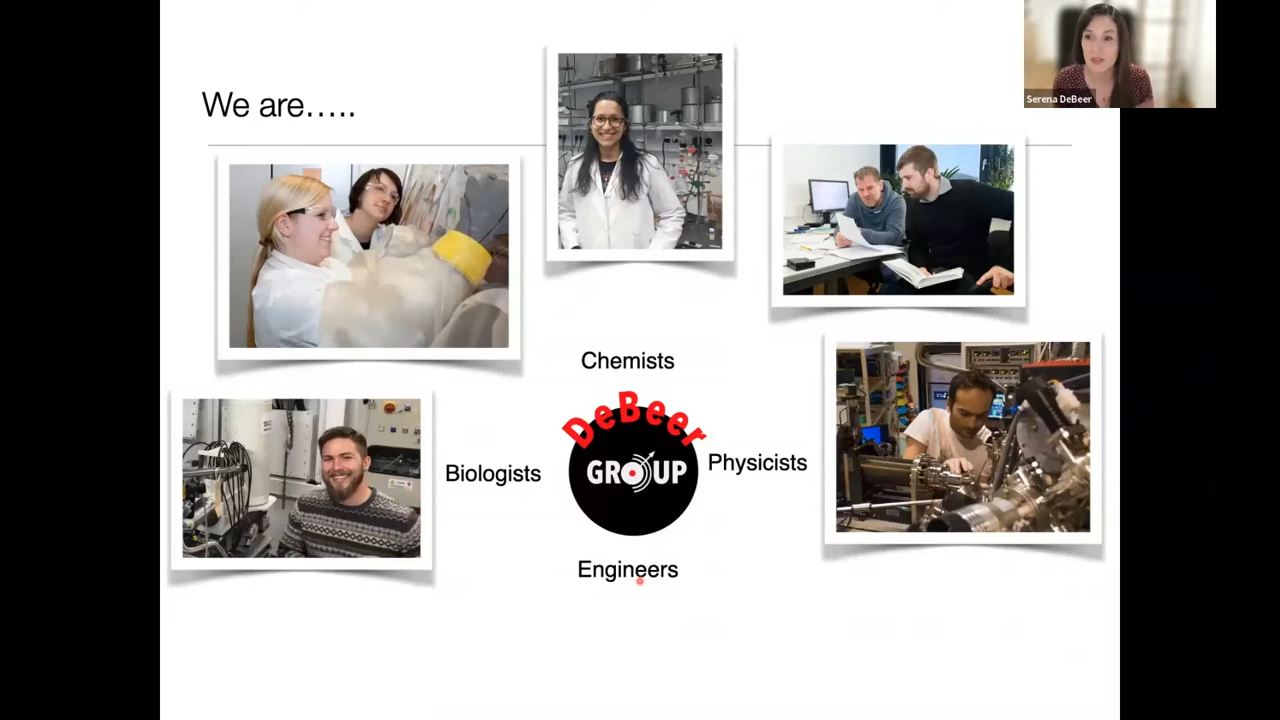 Serena DeBeer
We are.....
Chemists
DeBeer
GROUP
Biologists
Physicists
Engineers